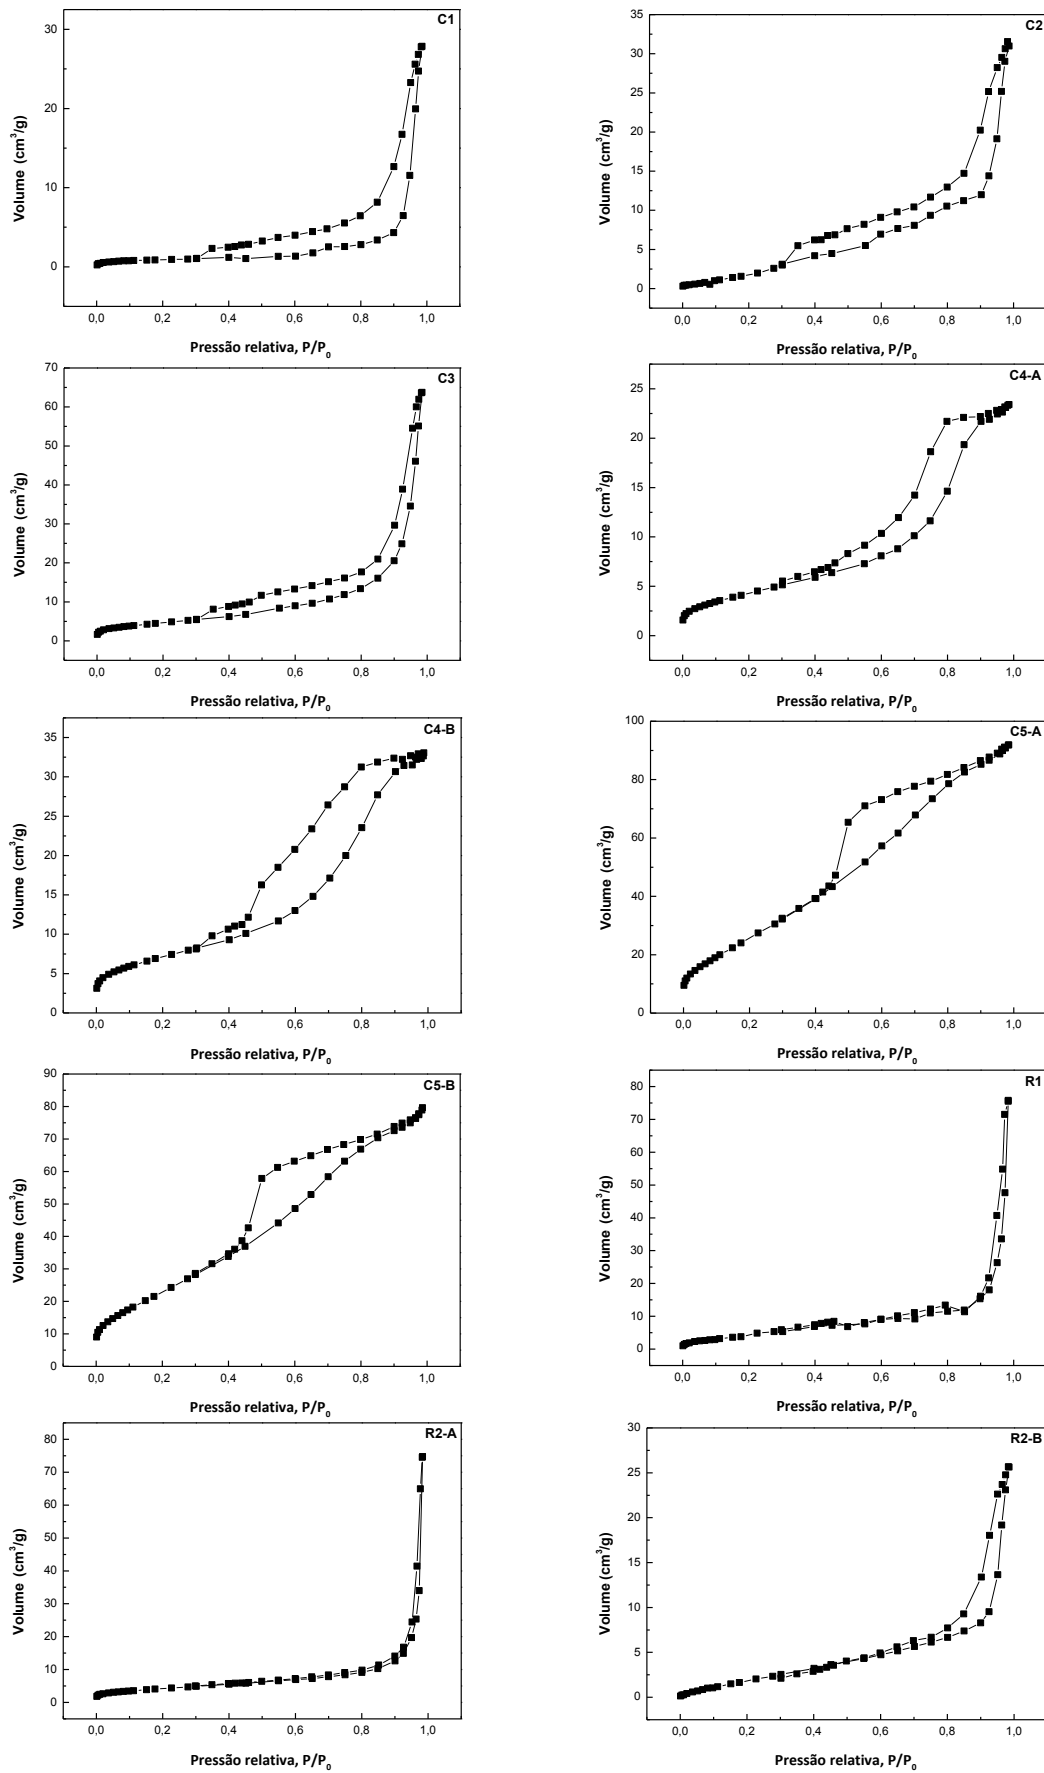 C1
30
20
10
0
Volume (cm³/g)
0,0 0,2 0,4 0,6 0,8 1,0
Pressão relativa, P/P₀
C2
35
30
25
20
15
10
5
0
Volume (cm³/g)
0,0 0,2 0,4 0,6 0,8 1,0
Pressão relativa, P/P₀
C3
70
60
50
40
30
20
10
0
Volume (cm³/g)
0,0 0,2 0,4 0,6 0,8 1,0
Pressão relativa, P/P₀
C4-A
25
20
15
10
5
0
Volume (cm³/g)
0,0 0,2 0,4 0,6 0,8 1,0
Pressão relativa, P/P₀
C4-B
35
30
25
20
15
10
5
0
Volume (cm³/g)
0,0 0,2 0,4 0,6 0,8 1,0
Pressão relativa, P/P₀
C5-A
100
80
60
40
20
0
Volume (cm³/g)
0,0 0,2 0,4 0,6 0,8 1,0
Pressão relativa, P/P₀
C5-B
90
80
70
60
50
40
30
20
10
0
Volume (cm³/g)
0,0 0,2 0,4 0,6 0,8 1,0
Pressão relativa, P/P₀
R1
80
70
60
50
40
30
20
10
0
Volume (cm³/g)
0,0 0,2 0,4 0,6 0,8 1,0
Pressão relativa, P/P₀
R2-A
80
70
60
50
40
30
20
10
0
Volume (cm³/g)
0,0 0,2 0,4 0,6 0,8 1,0
Pressão relativa, P/P₀
R2-B
30
25
20
15
10
5
0
Volume (cm³/g)
0,0 0,2 0,4 0,6 0,8 1,0
Pressão relativa, P/P₀